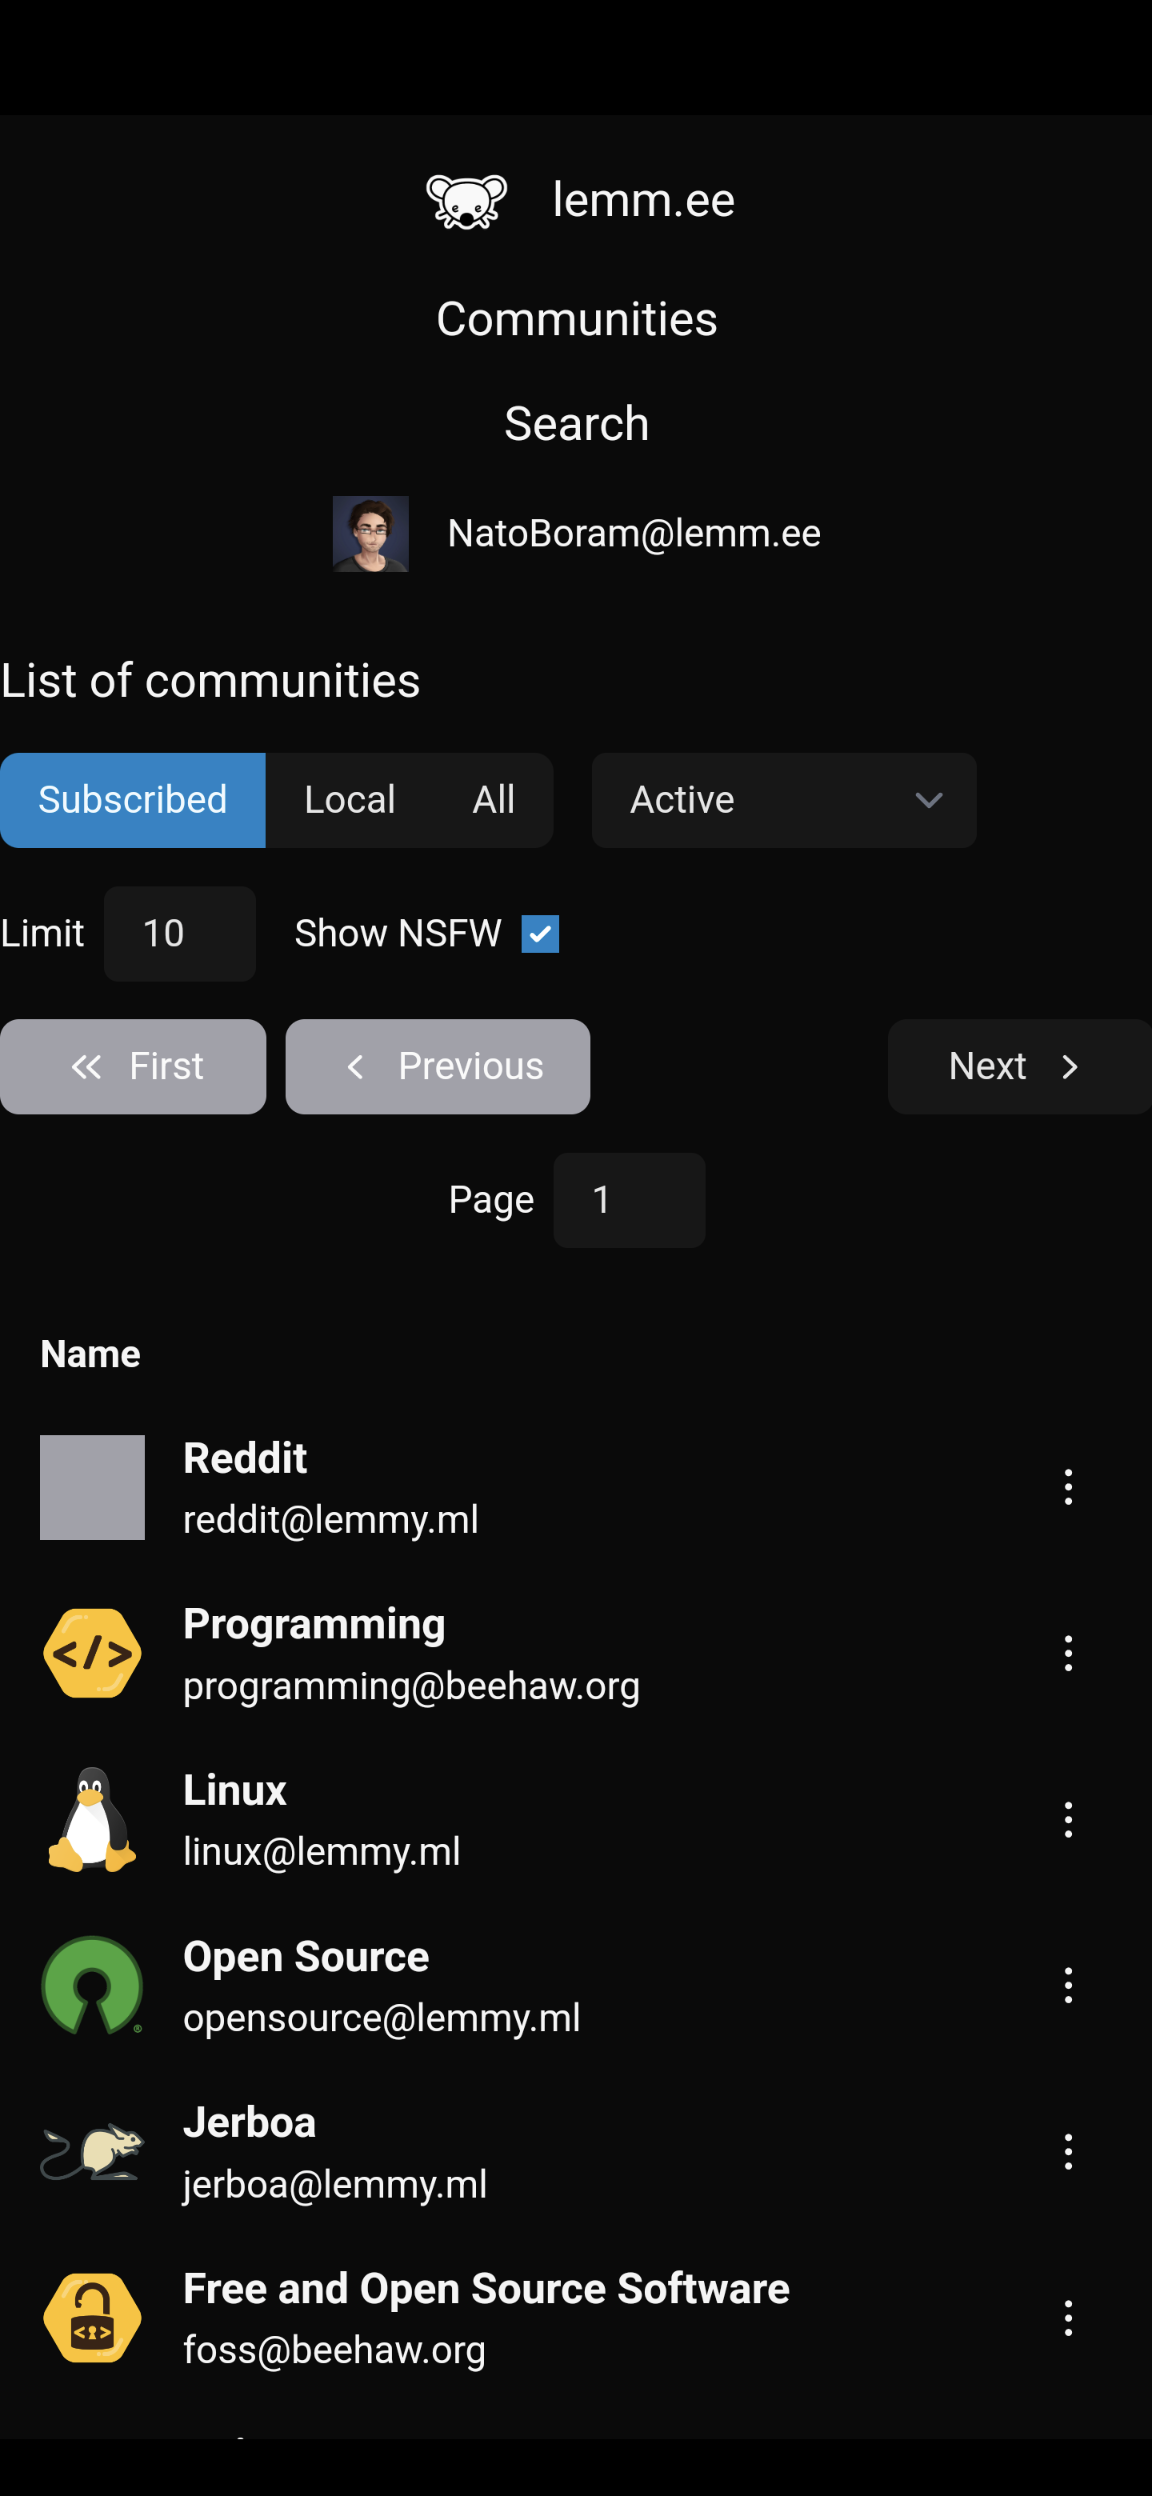 lemm.ee
Communities
Search
NatoBoram@lemm.ee
List of communities
Subscribed Local All Active
Limit 10 Show NSFW
First Previous Next
Page 1
Name
Reddit
reddit@lemmy.ml
Programming
programming@beehaw.org
Linux
linux@lemmy.ml
Open Source
opensource@lemmy.ml
Jerboa
jerboa@lemmy.ml
Free and Open Source Software
foss@beehaw.org